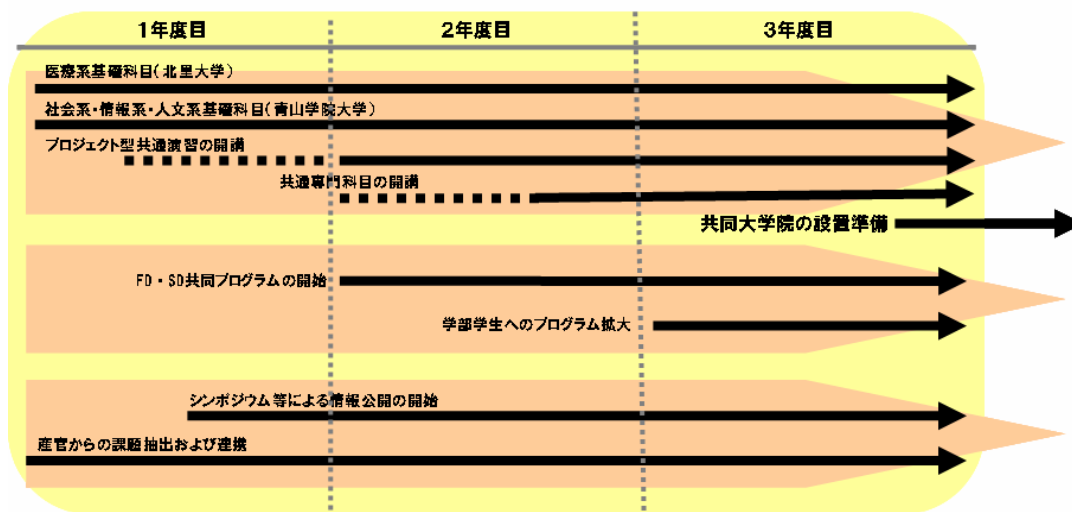 1年度目 2年度目 3年度目
医療系基礎科目(北里大学)
社会系・情報系・人文系基礎科目(青山学院大学)
プロジェクト型共通演習の開講
共通専門科目の開講
共同大学院の設置準備
FD・SD共同プログラムの開始
学部学生へのプログラム拡大
シンポジウム等による情報公開の開始
産官からの課題抽出および連携